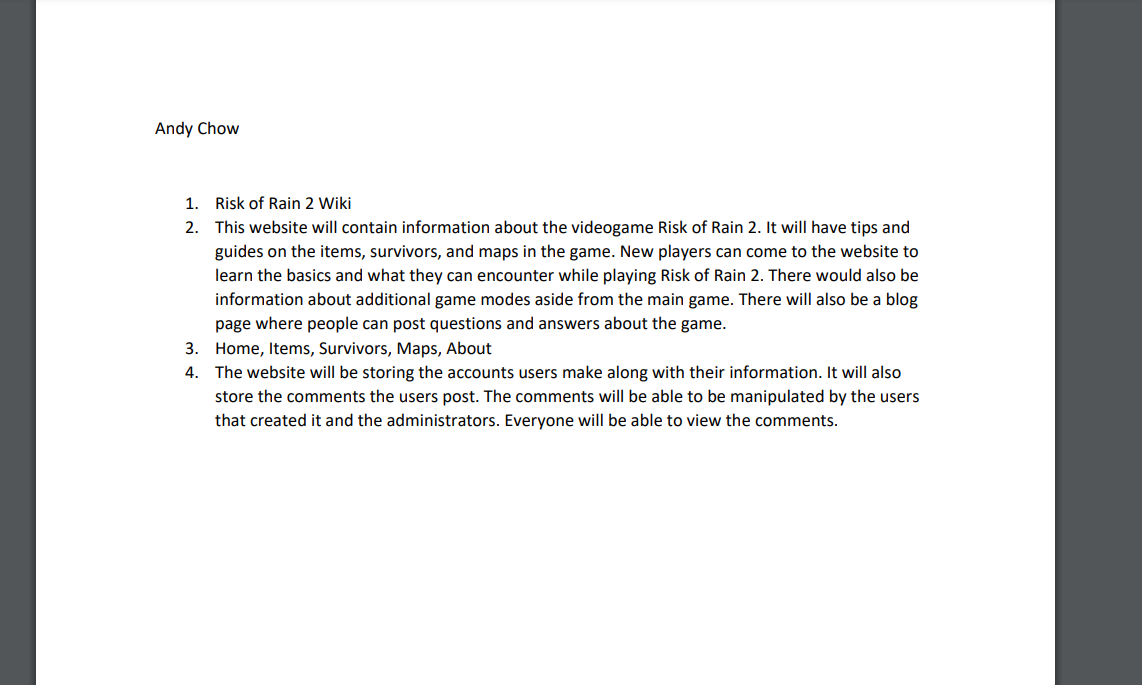 Andy Chow
1. Risk of Rain 2 Wiki
2. This website will contain information about the videogame Risk of Rain 2. It will have tips and
guides on the items, survivors, and maps in the game. New players can come to the website to
learn the basics and what they can encounter while playing Risk of Rain 2. There would also be
information about additional game modes aside from the main game. There will also be a blog
page where people can post questions and answers about the game.
3. Home, Items, Survivors, Maps, About
4. The website will be storing the accounts users make along with their information. It will also
store the comments the users post. The comments will be able to be manipulated by the users
that created it and the administrators. Everyone will be able to view the comments.